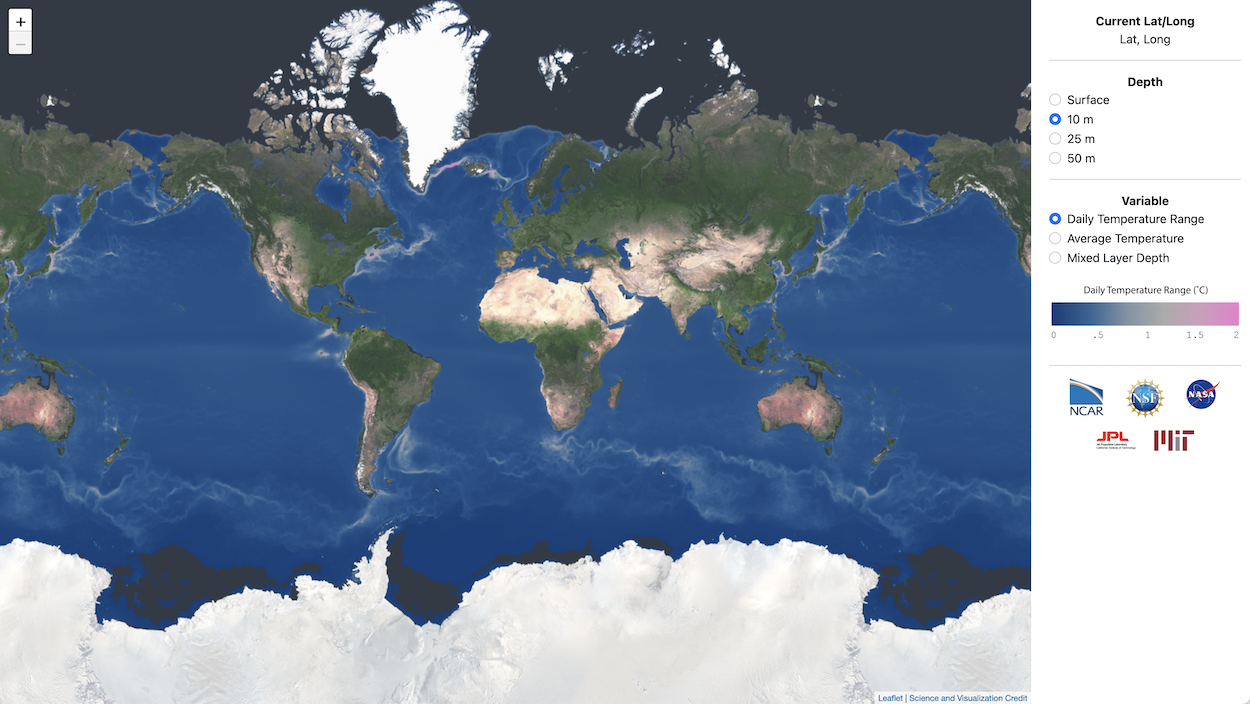 +
−
Current Lat/Long
Lat, Long
Depth
Surface
10 m
25 m
50 m
Variable
Daily Temperature Range
Average Temperature
Mixed Layer Depth
Daily Temperature Range (˚C)
0 .5 1 1.5 2
NCAR
NSF
NASA
JPL
Jet Propulsion Laboratory
California Institute of Technology
MIT
Leaflet | Science and Visualization Credit